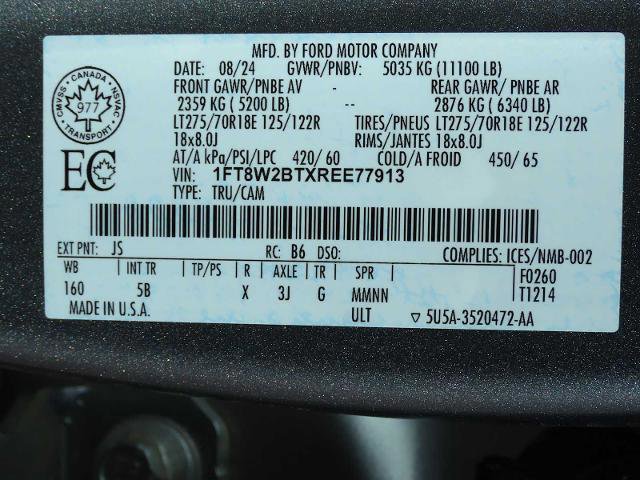 MFD. BY FORD MOTOR COMPANY
DATE: 08/24 GVWR/PNBV: 5035 KG (11100 LB)
FRONT GAWR/PNBE AV -- REAR GAWR/ PNBE AR
2359 KG ( 5200 LB) -- 2876 KG ( 6340 LB)
LT275/70R18E 125/122R TIRES/PNEUS LT275/70R18E 125/122R
18x8.0J RIMS/JANTES 18x8.0J
AT/A kPa/PSI/LPC 420/ 60 COLD/A FROID 450/ 65
VIN: 1FT8W2BTXREE77913
TYPE: TRU/CAM
CANADA
CMVSS NSVAC
977
TRANSPORT
EC
EXT PNT: JS RC: B6 DSO: COMPLIES: ICES/NMB-002
WB INT TR TP/PS R AXLE TR SPR F0260
160 5B X 3J G MMNN T1214
MADE IN U.S.A. ULT ▽ 5U5A-3520472-AA